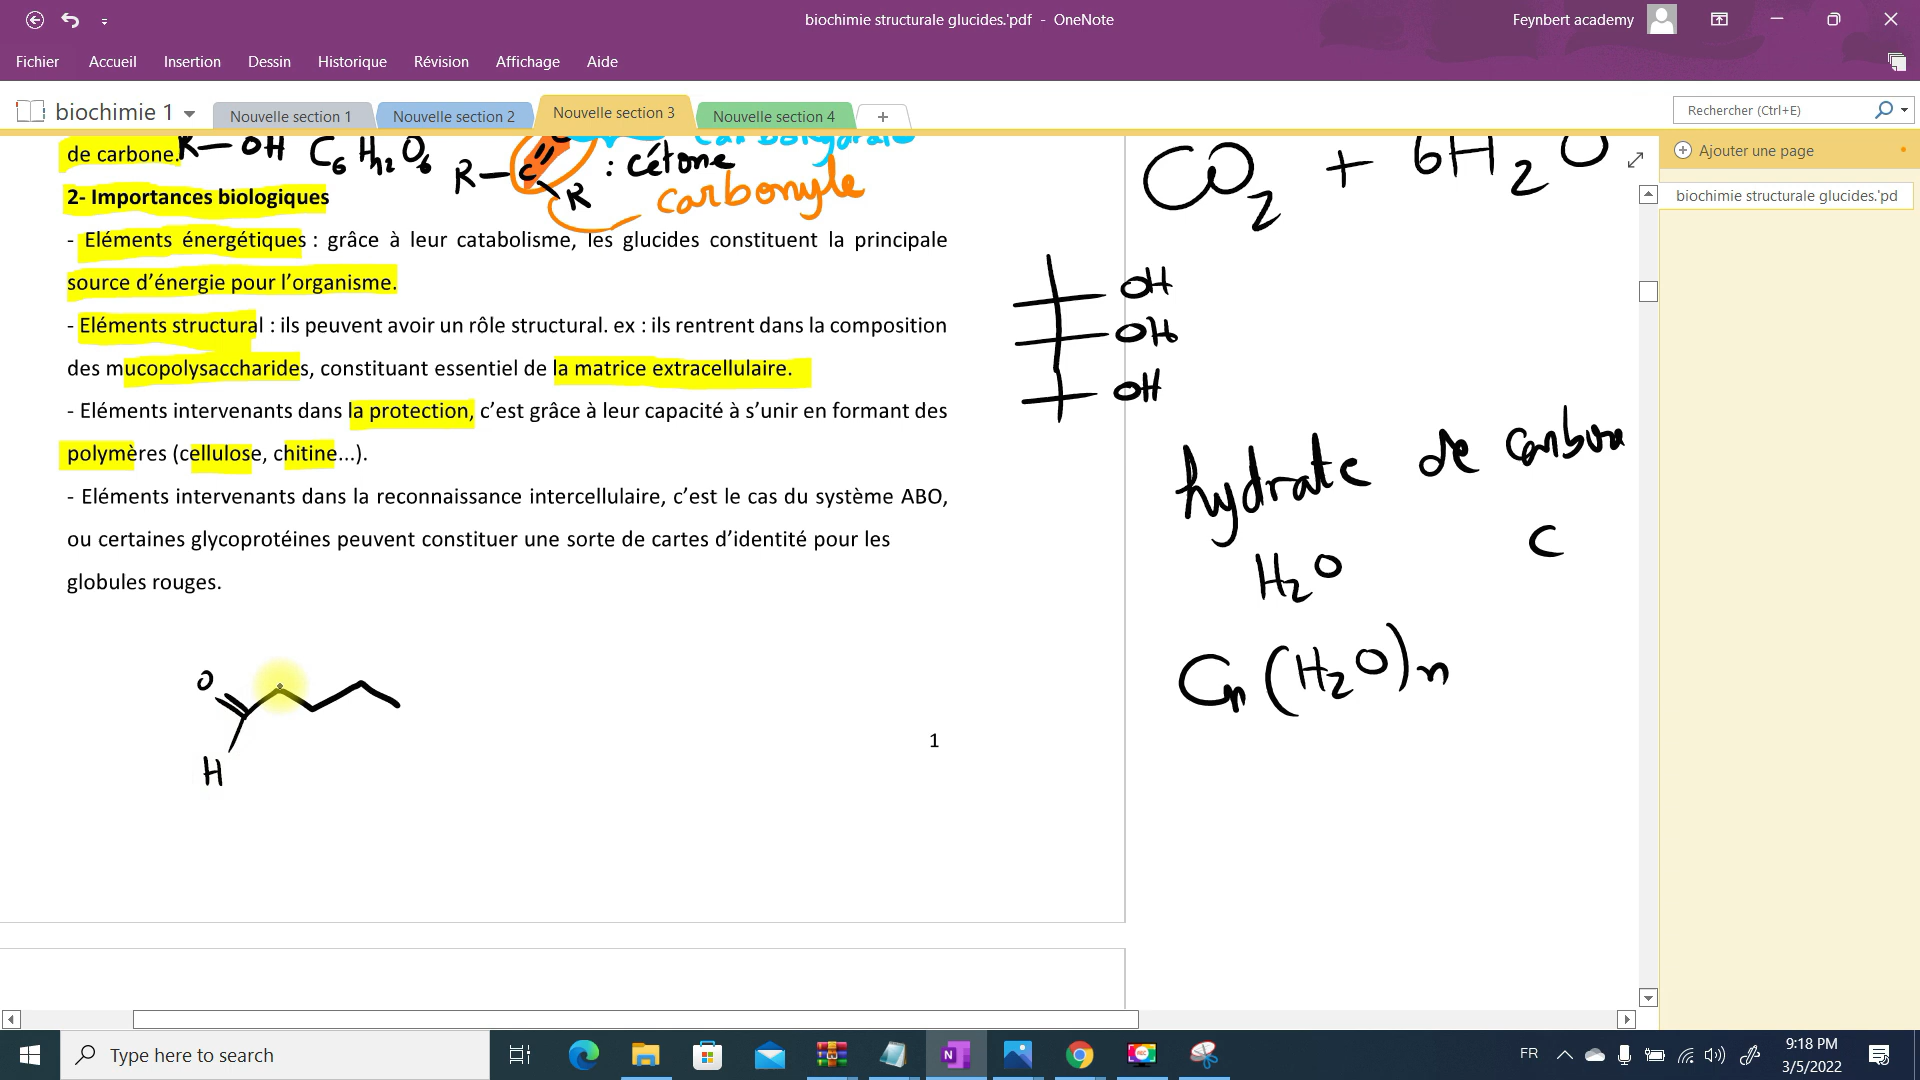 biochimie structurale glucides.'pdf - OneNote
Feynbert academy
Fichier Accueil Insertion Dessin Historique Révision Affichage Aide
biochimie 1
Nouvelle section 1
Nouvelle section 2
Nouvelle section 3
Nouvelle section 4
Rechercher (Ctrl+E)
Ajouter une page
biochimie structurale glucides.'pd
de carbone. R-OH C6 H12 O6
R-C R : cétone
carbonyle
CO2 + 6H2O
2- Importances biologiques
- Eléments énergétiques : grâce à leur catabolisme, les glucides constituent la principale
source d'énergie pour l'organisme.
- Eléments structural : ils peuvent avoir un rôle structural. ex : ils rentrent dans la composition
des mucopolysaccharides, constituant essentiel de la matrice extracellulaire.
- Eléments intervenants dans la protection, c'est grâce à leur capacité à s'unir en formant des
polymères (cellulose, chitine...).
- Eléments intervenants dans la reconnaissance intercellulaire, c'est le cas du système ABO,
ou certaines glycoprotéines peuvent constituer une sorte de cartes d'identité pour les
globules rouges.
O
H
1
OH
OH
OH
hydrate de carbone
H2O C
Cn(H2O)n
Type here to search
FR
9:18 PM
3/5/2022